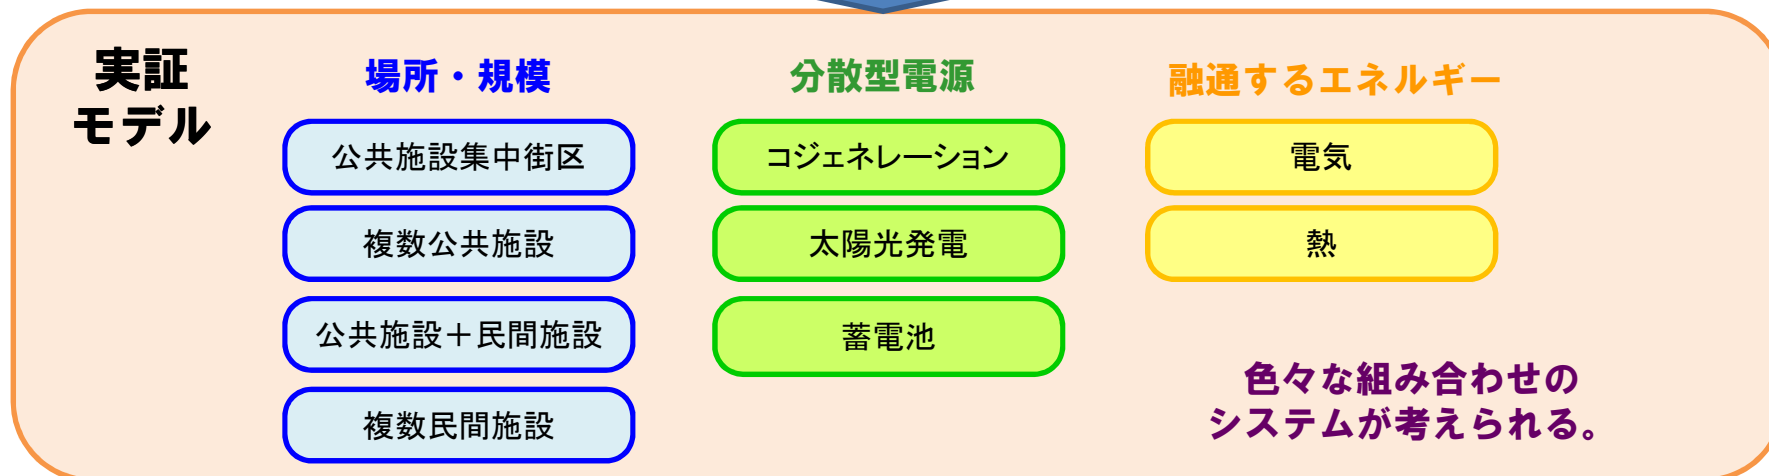 実証
モデル
場所・規模
公共施設集中街区
複数公共施設
公共施設＋民間施設
複数民間施設
分散型電源
コジェネレーション
太陽光発電
蓄電池
融通するエネルギー
電気
熱
色々な組み合わせの
システムが考えられる。